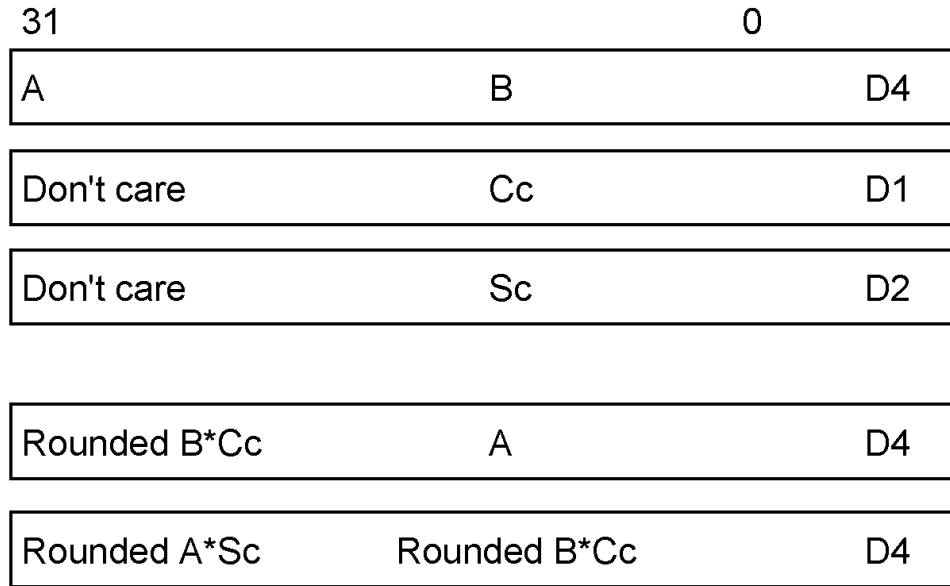 31 0
A B D4
Don't care Cc D1
Don't care Sc D2
Rounded B*Cc A D4
Rounded A*Sc Rounded B*Cc D4